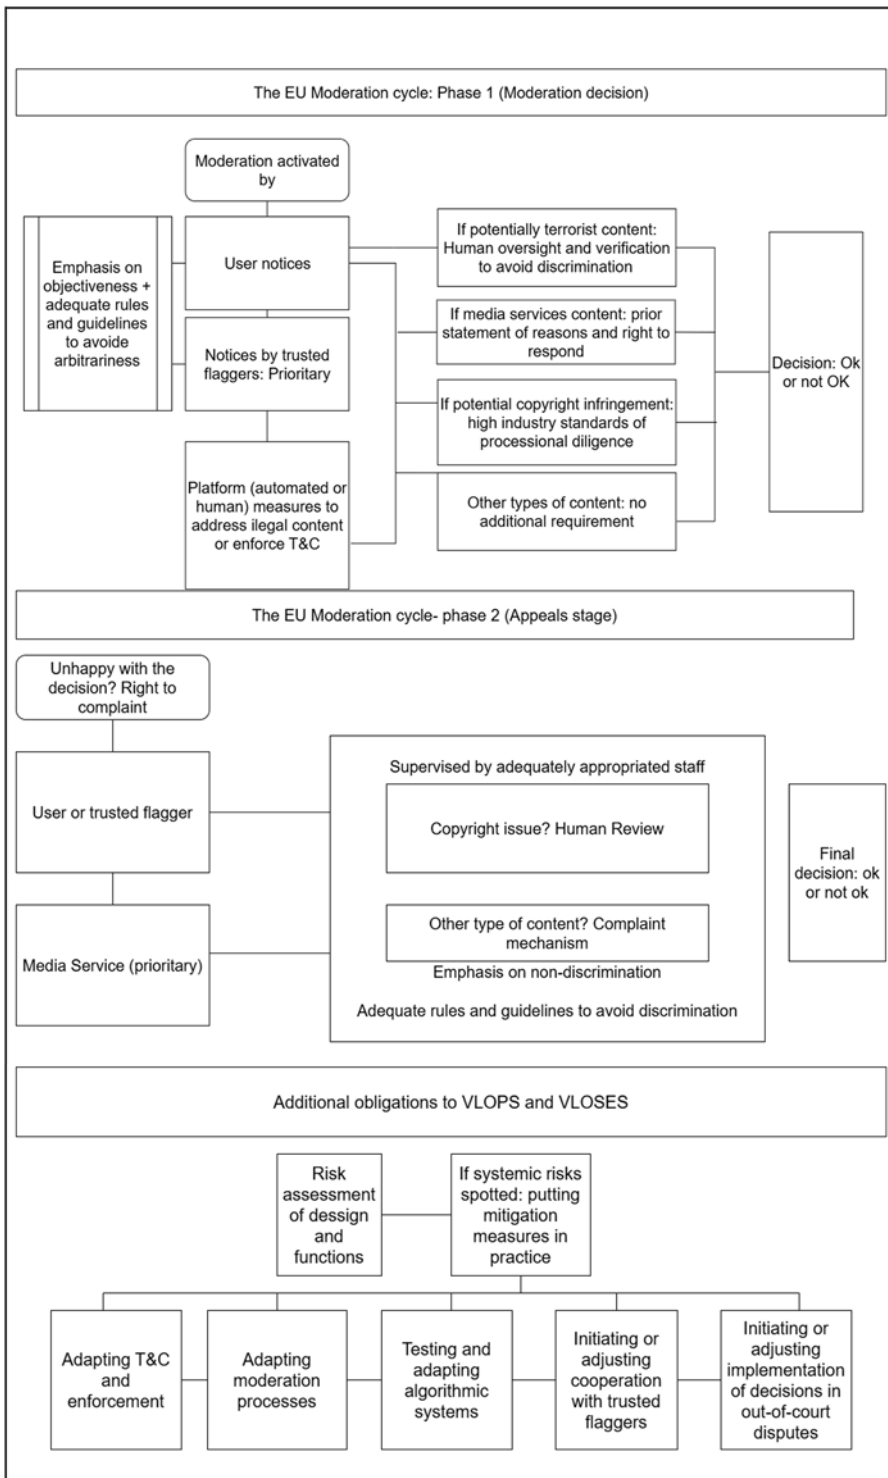 The EU Moderation cycle: Phase 1 (Moderation decision)
Moderation activated
by
Emphasis on
objectiveness +
adequate rules
and guidelines
to avoide
arbitrariness
User notices
Notices by trusted
flaggers: Prioritary
Platform (automated or
human) measures to
address ilegal content
or enforce T&C
If potentially terrorist content:
Human oversight and verification
to avoid discrimination
If media services content: prior
statement of reasons and right to
respond
If potential copyright infringement:
high industry standards of
processional diligence
Other types of content: no
additional requirement
Decision: Ok
or not OK
The EU Moderation cycle- phase 2 (Appeals stage)
Unhappy with the
decision? Right to
complaint
User or trusted flagger
Media Service (prioritary)
Supervised by adequately appropriated staff
Copyright issue? Human Review
Other type of content? Complaint
mechanism
Emphasis on non-discrimination
Adequate rules and guidelines to avoid discrimination
Final
decision: ok
or not ok
Additional obligations to VLOPS and VLOSES
Risk
assessment
of dessign
and
functions
If systemic risks
spotted: putting
mitigation
measures in
practice
Adapting T&C
and
enforcement
Adapting
moderation
processes
Testing and
adapting
algorithmic
systems
Initiating or
adjusting
cooperation
with trusted
flaggers
Initiating or
adjusting
implementation
of decisions in
out-of-court
disputes